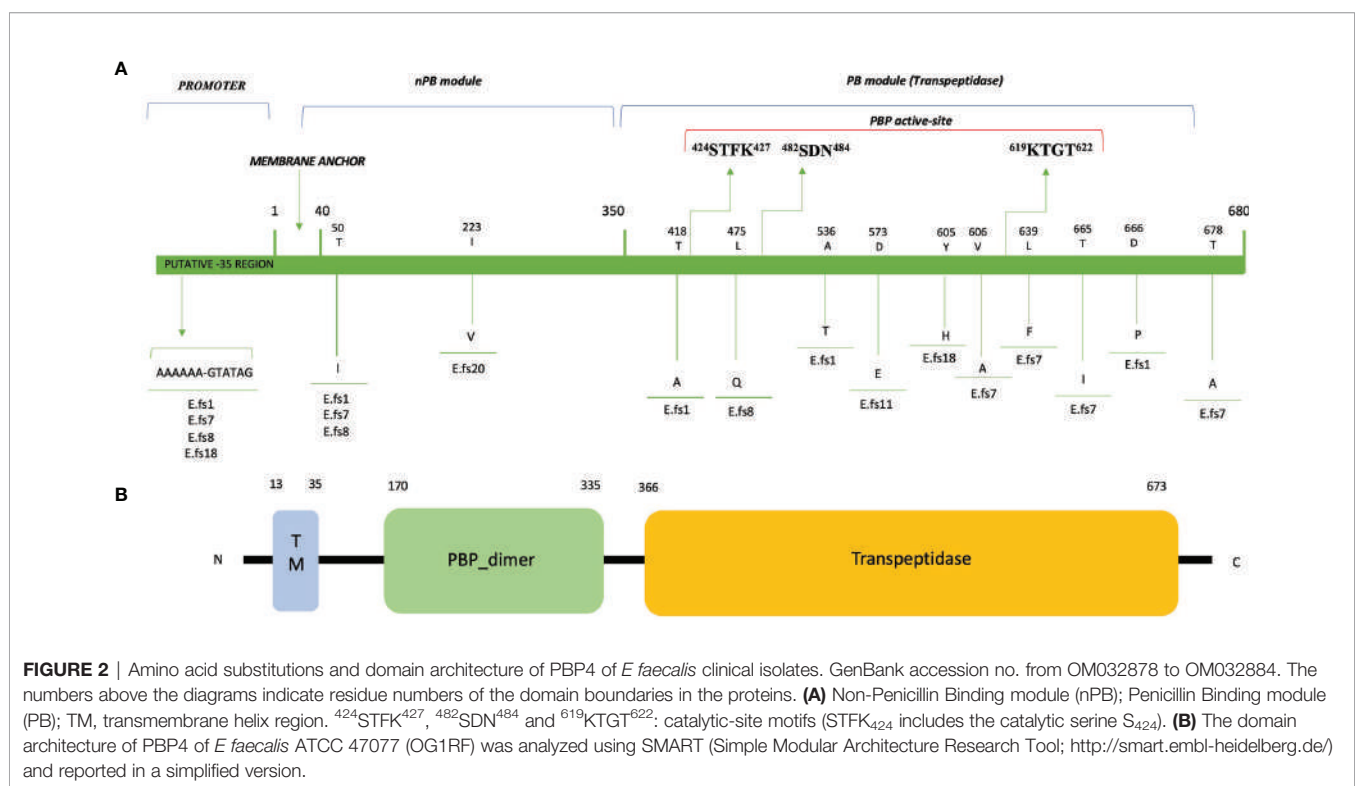 A
PROMOTER
nPB module
PB module (Transpeptidase)
PBP active-site
⁴²⁴STFK⁴²⁷ ⁴⁸²SDN⁴⁸⁴ ⁶¹⁹KTGT⁶²²
MEMBRANE ANCHOR
1 40 350 680
50 223 418 475 536 573 605 606 639 665 666 678
T I T L A D Y V L T D T
PUTATIVE -35 REGION
AAAAAA-GTATAG
E.fs1
E.fs7
E.fs8
E.fs18
I
E.fs1
E.fs7
E.fs8
V
E.fs20
A
E.fs1
Q
E.fs8
T
E.fs1
E
E.fs11
H
E.fs18
A
E.fs7
F
E.fs7
I
E.fs7
P
E.fs1
A
E.fs7
B
13 35 170 335 366 673
N
T
M
PBP_dimer
Transpeptidase
C
FIGURE 2 | Amino acid substitutions and domain architecture of PBP4 of E faecalis clinical isolates. GenBank accession no. from OM032878 to OM032884. The
numbers above the diagrams indicate residue numbers of the domain boundaries in the proteins. (A) Non-Penicillin Binding module (nPB); Penicillin Binding module
(PB); TM, transmembrane helix region. ⁴²⁴STFK⁴²⁷, ⁴⁸²SDN⁴⁸⁴ and ⁶¹⁹KTGT⁶²²: catalytic-site motifs (STFK₄₂₄ includes the catalytic serine S₄₂₄). (B) The domain
architecture of PBP4 of E faecalis ATCC 47077 (OG1RF) was analyzed using SMART (Simple Modular Architecture Research Tool; http://smart.embl-heidelberg.de/)
and reported in a simplified version.